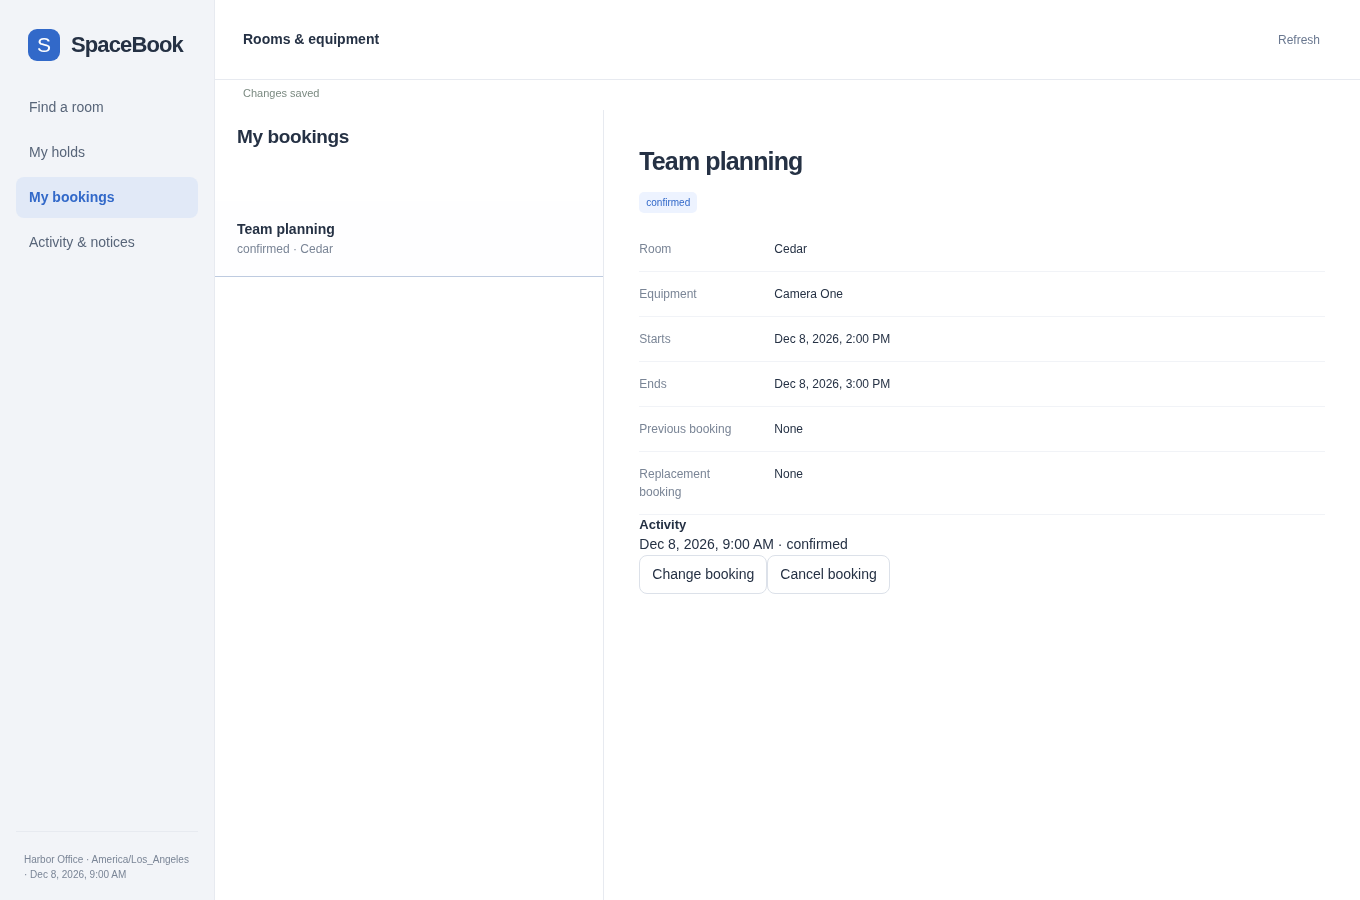 S SpaceBook
Find a room
My holds
My bookings
Activity & notices
Harbor Office · America/Los_Angeles
· Dec 8, 2026, 9:00 AM
Rooms & equipment
Refresh
Changes saved
My bookings
Team planning
confirmed · Cedar
Team planning
confirmed
Room Cedar
Equipment Camera One
Starts Dec 8, 2026, 2:00 PM
Ends Dec 8, 2026, 3:00 PM
Previous booking None
Replacement None
booking
Activity
Dec 8, 2026, 9:00 AM · confirmed
Change booking Cancel booking